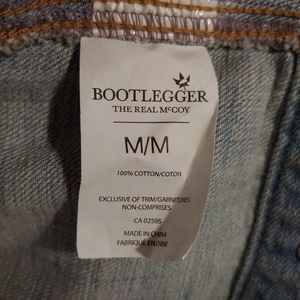 BOOTLEGGER
THE REAL McCOY
M/M
100% COTTON/COTON
EXCLUSIVE OF TRIM/GARNITURES
NON-COMPRISES
CA 02595
MADE IN CHINA
FABRIQUE EN CHINE